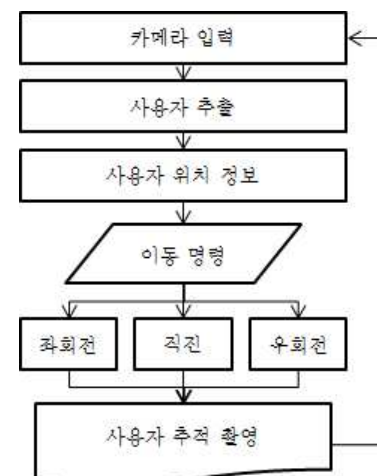 카메라 입력
사용자 추출
사용자 위치 정보
이동 명령
좌회전
직진
우회전
사용자 추적 촬영